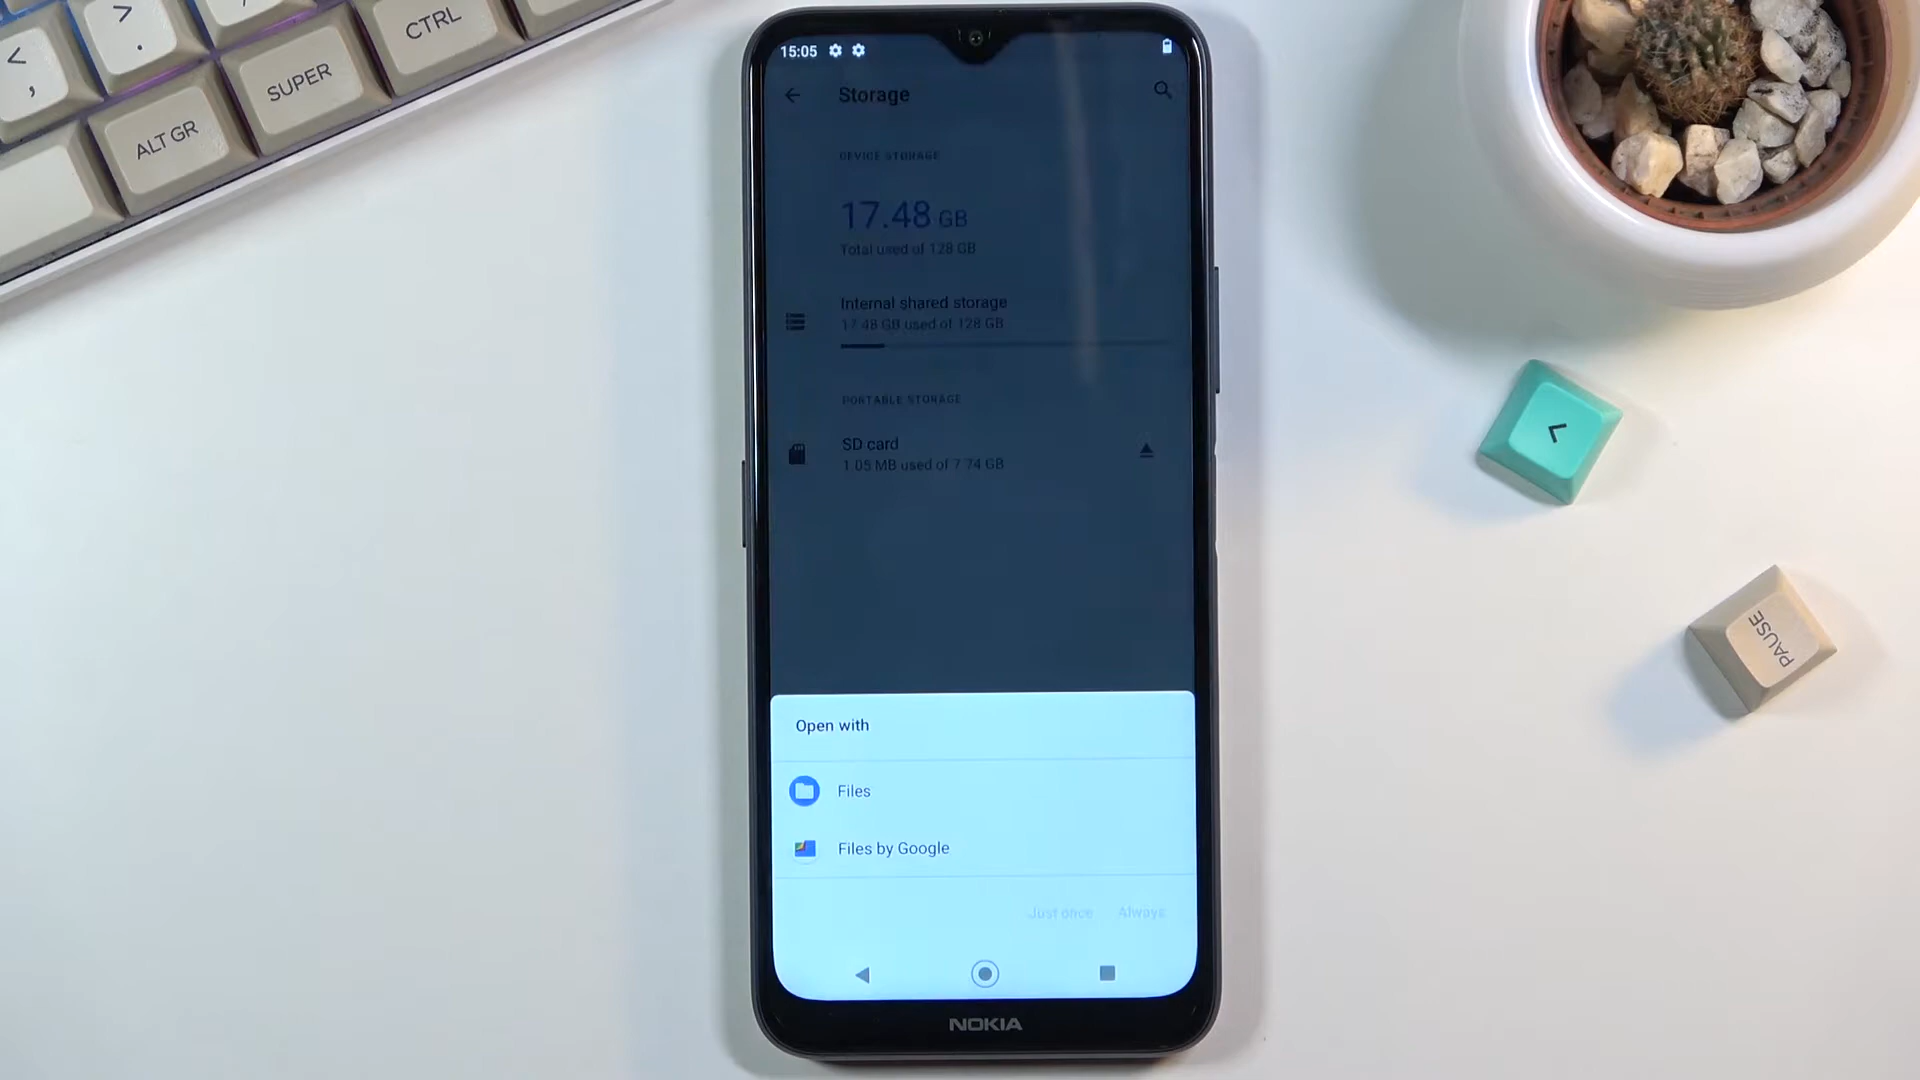 <
,
>
.
ALT GR
SUPER
CTRL
15:05
Storage
DEVICE STORAGE
17.48 GB
Total used of 128 GB
Internal shared storage
17.48 GB used of 128 GB
PORTABLE STORAGE
SD card
1.05 MB used of 7.74 GB
Open with
Files
Files by Google
Just once
Always
NOKIA
<
PAUSE